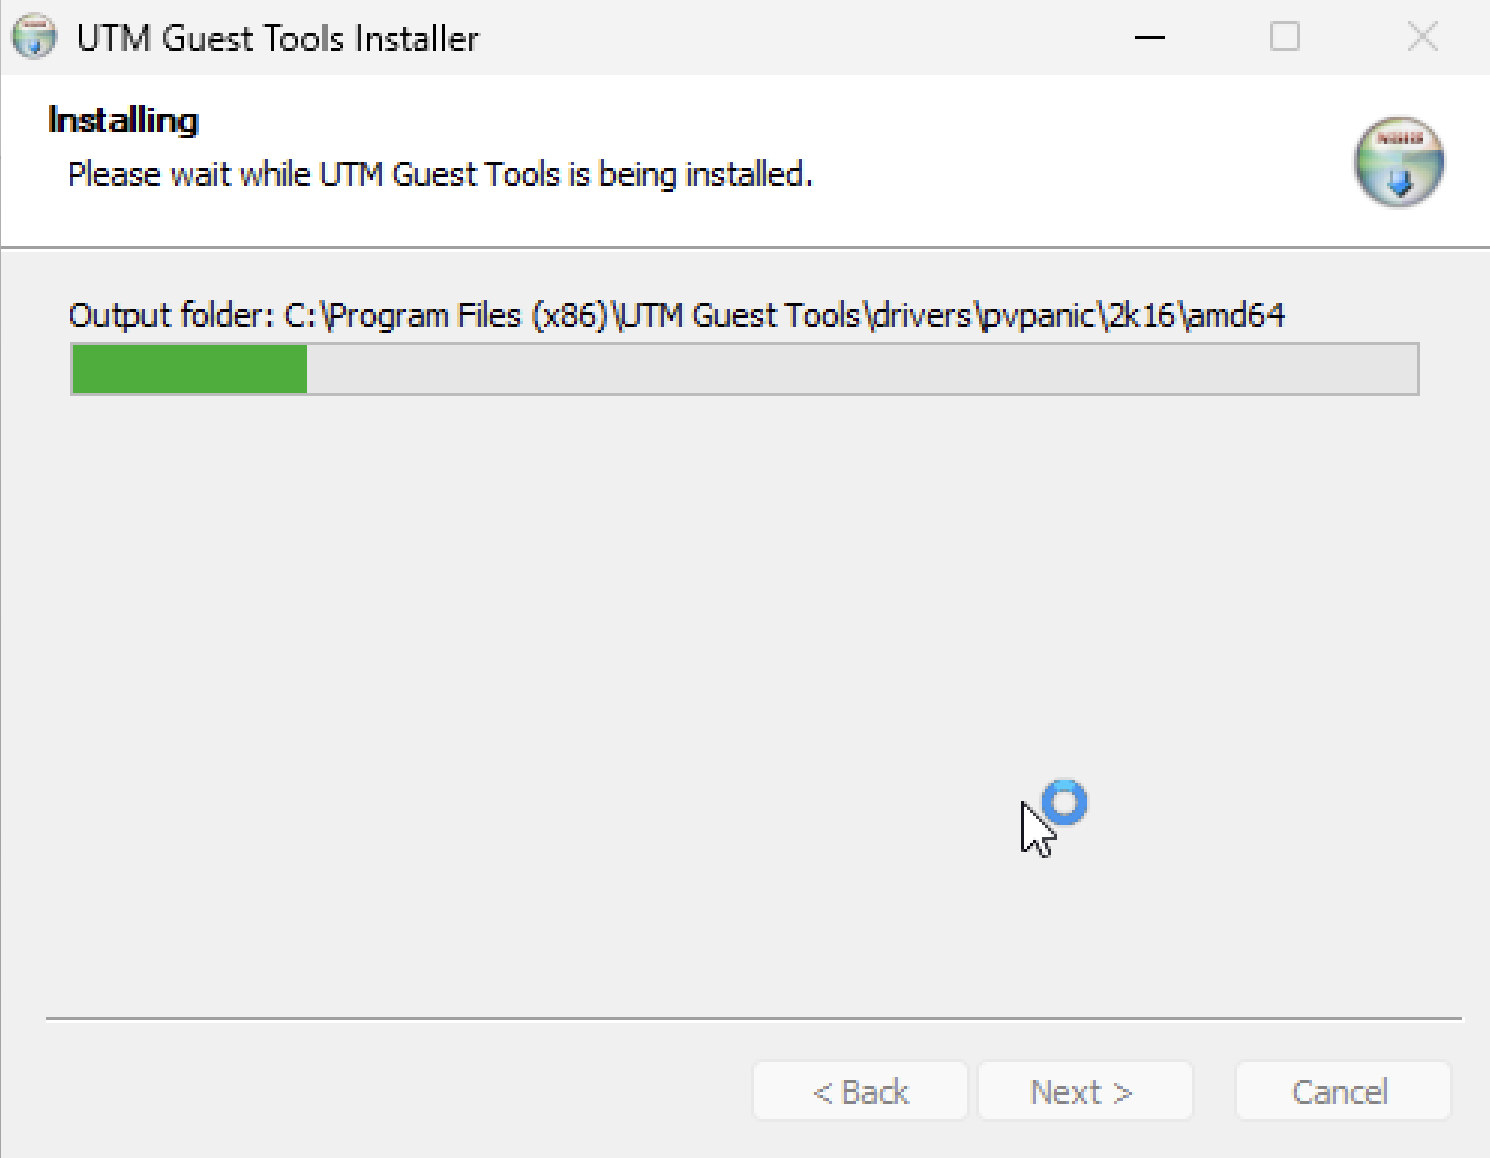 UTM Guest Tools Installer
Installing
Please wait while UTM Guest Tools is being installed.
Output folder: C:\Program Files (x86)\UTM Guest Tools\drivers\pvpanic\2k16\amd64
< Back
Next >
Cancel